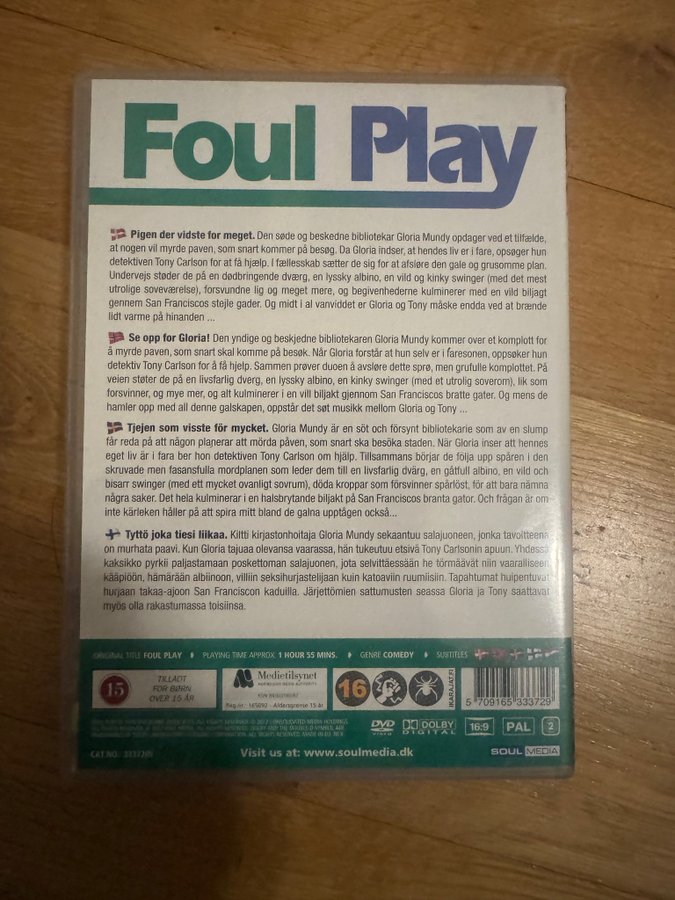 Foul Play
Pigen der vidste for meget. Den søde og beskedne bibliotekar Gloria Mundy opdager ved et tilfælde,
at nogen vil myrde paven, som snart kommer på besøg. Da Gloria indser, at hendes liv er i fare, opsøger hun
detektiven Tony Carlson for at få hjælp. I fællesskab sætter de sig for at afsløre den gale og grusomme plan.
Undervejs støder de på en dødbringende dværg, en lyssky albino, en vild og kinky swinger (med det mest
utrolige soveværelse), forsvundne lig og meget mere, og begivenhederne kulminerer med en vild biljagt
gennem San Franciscos stejle gader. Og midt i al vanviddet er Gloria og Tony måske endda ved at brænde
lidt varme på hinanden ...
Se opp for Gloria! Den yndige og beskjedne bibliotekaren Gloria Mundy kommer over et komplott for
å myrde paven, som snart skal komme på besøk. Når Gloria forstår at hun selv er i faresonen, oppsøker hun
detektiv Tony Carlson for å få hjelp. Sammen prøver duoen å avsløre dette sprø, men grufulle komplottet. På
veien støter de på en livsfarlig dverg, en lyssky albino, en kinky swinger (med et utrolig soverom), lik som
forsvinner, og mye mer, og alt kulminerer i en vill biljakt gjennom San Franciscos bratte gater. Og mens de
hamler opp med all denne galskapen, oppstår det søt musikk mellom Gloria og Tony ...
Tjejen som visste för mycket. Gloria Mundy är en söt och försynt bibliotekarie som av en slump
får reda på att någon planerar att mörda påven, som snart ska besöka staden. När Gloria inser att hennes
eget liv är i fara ber hon detektiven Tony Carlson om hjälp. Tillsammans börjar de följa upp spåren i den
skruvade men fasansfulla mordplanen som leder dem till en livsfarlig dvärg, en gåtfull albino, en vild och
bisarr swinger (med ett mycket ovanligt sovrum), döda kroppar som försvinner spårlöst, för att bara nämna
några saker. Det hela kulminerar i en halsbrytande biljakt på San Franciscos branta gator. Och frågan är om
inte kärleken håller på att spira mitt bland de galna upptågen också...
Tyttö joka tiesi liikaa. Kiltti kirjastonhoitaja Gloria Mundy sekaantuu salajuoneen, jonka tavoitteena
on murhata paavi. Kun Gloria tajuaa olevansa vaarassa, hän tukeutuu etsivä Tony Carlsonin apuun. Yhdessä
kaksikko pyrkii paljastamaan poskettoman salajuonen, jota selvittäessään he törmäävät niin vaaralliseen
kääpiöön, hämärään albiinoon, villiin seksihurjastelijaan kuin katoaviin ruumiisiin. Tapahtumat huipentuvat
hurjaan takaa-ajoon San Franciscon kaduilla. Järjettömien sattumusten seassa Gloria ja Tony saattavat
myös olla rakastumassa toisiinsa.
ORIGINAL TITLE FOUL PLAY PLAYING TIME APPROX. 1 HOUR 55 MINS. GENRE COMEDY SUBTITLES
15 TILLADT
FOR BØRN
OVER 15 ÅR
Medietilsynet
NORWEGIAN MEDIA AUTHORITY
Reg.nr.: 165092 - Aldersgrense 15 år
16
IKARAJAT.FI
5 709165 333729
DVD VIDEO DOLBY DIGITAL 16:9 PAL 2
CAT.NO.
Visit us at: www.soulmedia.dk
SOUL MEDIA